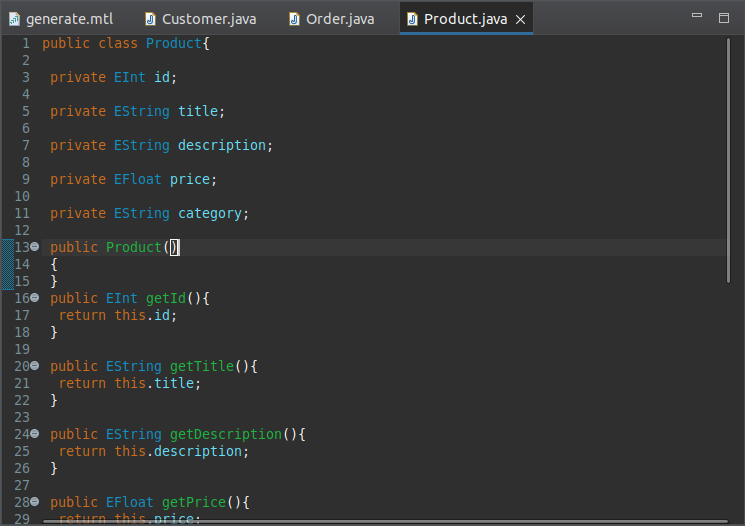 generate.mtl Customer.java Order.java Product.java
1 public class Product{
2
3 private EInt id;
4
5 private EString title;
6
7 private EString description;
8
9 private EFloat price;
10
11 private EString category;
12
13 public Product()
14 {
15 }
16 public EInt getId(){
17 return this.id;
18 }
19
20 public EString getTitle(){
21 return this.title;
22 }
23
24 public EString getDescription(){
25 return this.description;
26 }
27
28 public EFloat getPrice(){
29 return this.price;